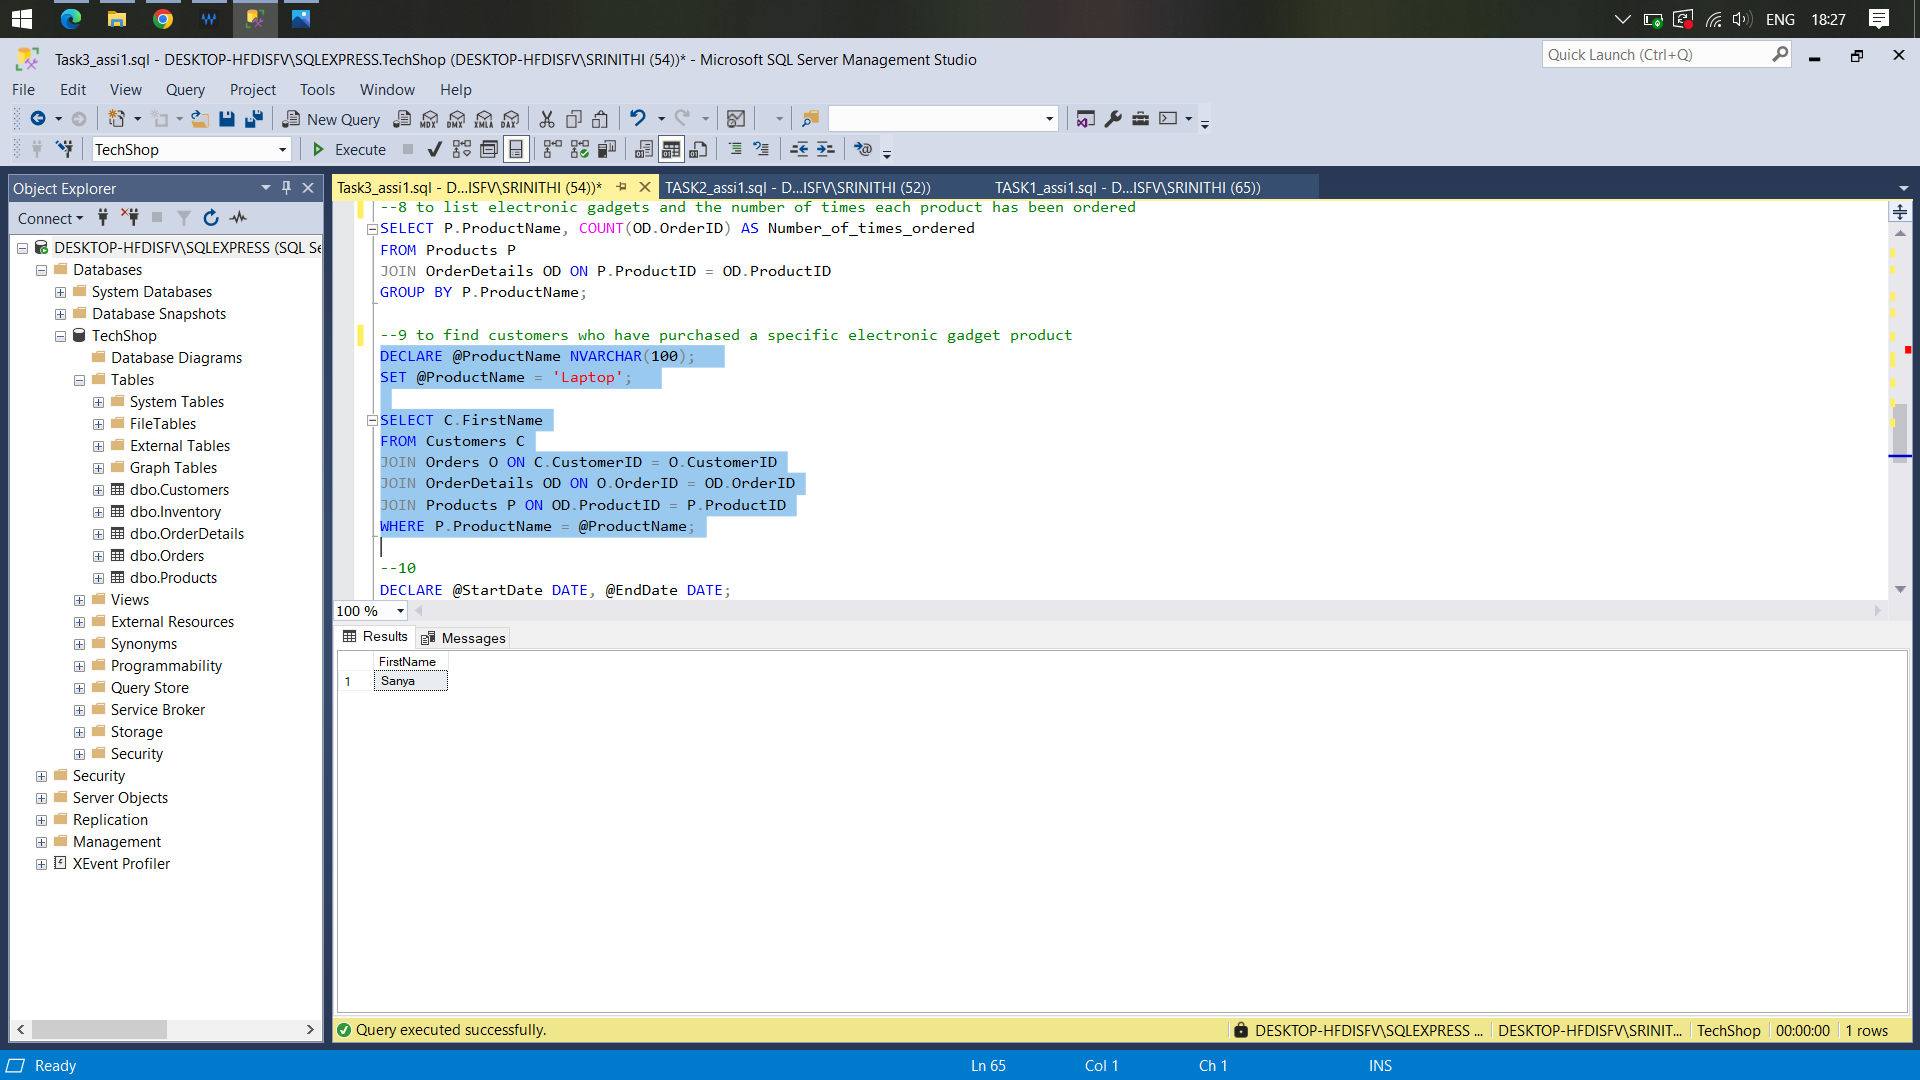 ENG 18:27
Task3_assi1.sql - DESKTOP-HFDISFV\SQLEXPRESS.TechShop (DESKTOP-HFDISFV\SRINITHI (54))* - Microsoft SQL Server Management Studio
Quick Launch (Ctrl+Q)
File Edit View Query Project Tools Window Help
New Query MDX DMX XMLA DAX
TechShop Execute
Object Explorer
Connect
DESKTOP-HFDISFV\SQLEXPRESS (SQL Se
Databases
System Databases
Database Snapshots
TechShop
Database Diagrams
Tables
System Tables
FileTables
External Tables
Graph Tables
dbo.Customers
dbo.Inventory
dbo.OrderDetails
dbo.Orders
dbo.Products
Views
External Resources
Synonyms
Programmability
Query Store
Service Broker
Storage
Security
Security
Server Objects
Replication
Management
XEvent Profiler
Task3_assi1.sql - D...ISFV\SRINITHI (54))* TASK2_assi1.sql - D...ISFV\SRINITHI (52)) TASK1_assi1.sql - D...ISFV\SRINITHI (65))
--8 to list electronic gadgets and the number of times each product has been ordered
SELECT P.ProductName, COUNT(OD.OrderID) AS Number_of_times_ordered
FROM Products P
JOIN OrderDetails OD ON P.ProductID = OD.ProductID
GROUP BY P.ProductName;
--9 to find customers who have purchased a specific electronic gadget product
DECLARE @ProductName NVARCHAR(100);
SET @ProductName = 'Laptop';
SELECT C.FirstName
FROM Customers C
JOIN Orders O ON C.CustomerID = O.CustomerID
JOIN OrderDetails OD ON O.OrderID = OD.OrderID
JOIN Products P ON OD.ProductID = P.ProductID
WHERE P.ProductName = @ProductName;
--10
DECLARE @StartDate DATE, @EndDate DATE;
100 %
Results Messages
FirstName
1 Sanya
Query executed successfully. DESKTOP-HFDISFV\SQLEXPRESS ... DESKTOP-HFDISFV\SRINIT... TechShop 00:00:00 1 rows
Ready Ln 65 Col 1 Ch 1 INS